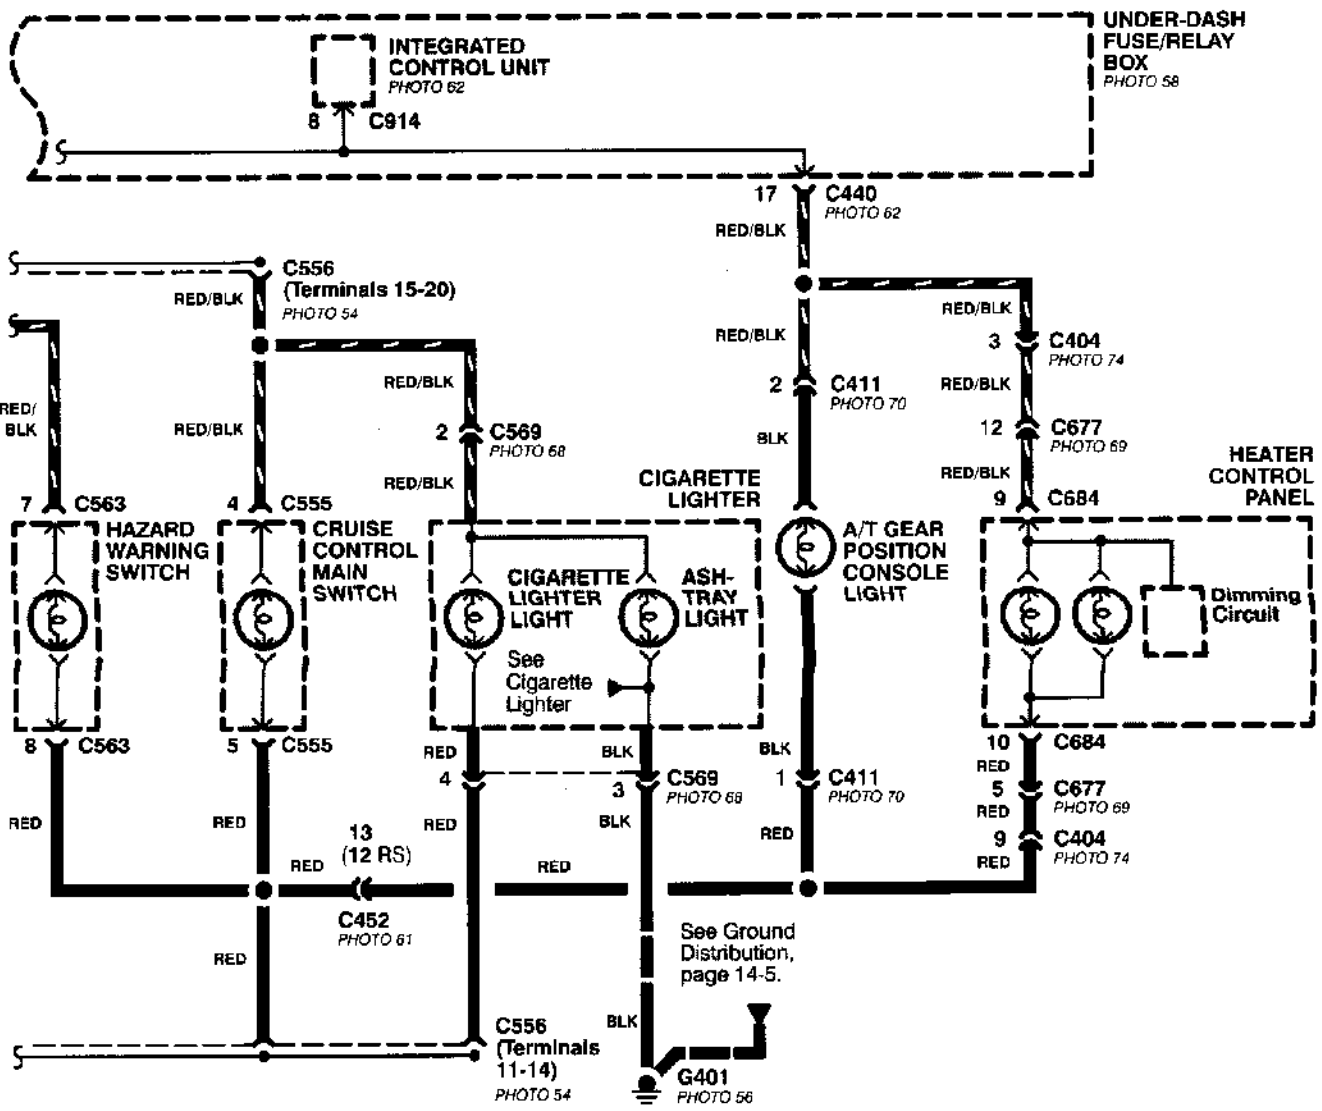 UNDER-DASH
FUSE/RELAY
BOX
PHOTO 58
INTEGRATED
CONTROL UNIT
PHOTO 62
8
C914
17
C440
PHOTO 62
RED/BLK
C556
(Terminals 15-20)
PHOTO 54
RED/BLK
RED/BLK
3
C404
PHOTO 74
RED/BLK
RED/BLK
2
C411
PHOTO 70
RED/BLK
RED/
BLK
RED/BLK
2
C569
PHOTO 68
BLK
12
C677
PHOTO 69
RED/BLK
RED/BLK
HEATER
CONTROL
PANEL
7
C563
4
C555
CIGARETTE
LIGHTER
9
C684
HAZARD
WARNING
SWITCH
CRUISE
CONTROL
MAIN
SWITCH
CIGARETTE
LIGHTER
LIGHT
ASH-
TRAY
LIGHT
A/T GEAR
POSITION
CONSOLE
LIGHT
Dimming
Circuit
See
Cigarette
Lighter
8
C563
5
C555
RED
BLK
BLK
10
C684
RED
4
3
C569
PHOTO 68
1
C411
PHOTO 70
5
C677
PHOTO 69
RED
RED
RED
RED
BLK
RED
9
C404
PHOTO 74
RED
13
(12 RS)
RED
RED
C452
PHOTO 61
RED
See Ground
Distribution,
page 14-5.
BLK
C556
(Terminals
11-14)
PHOTO 54
G401
PHOTO 56